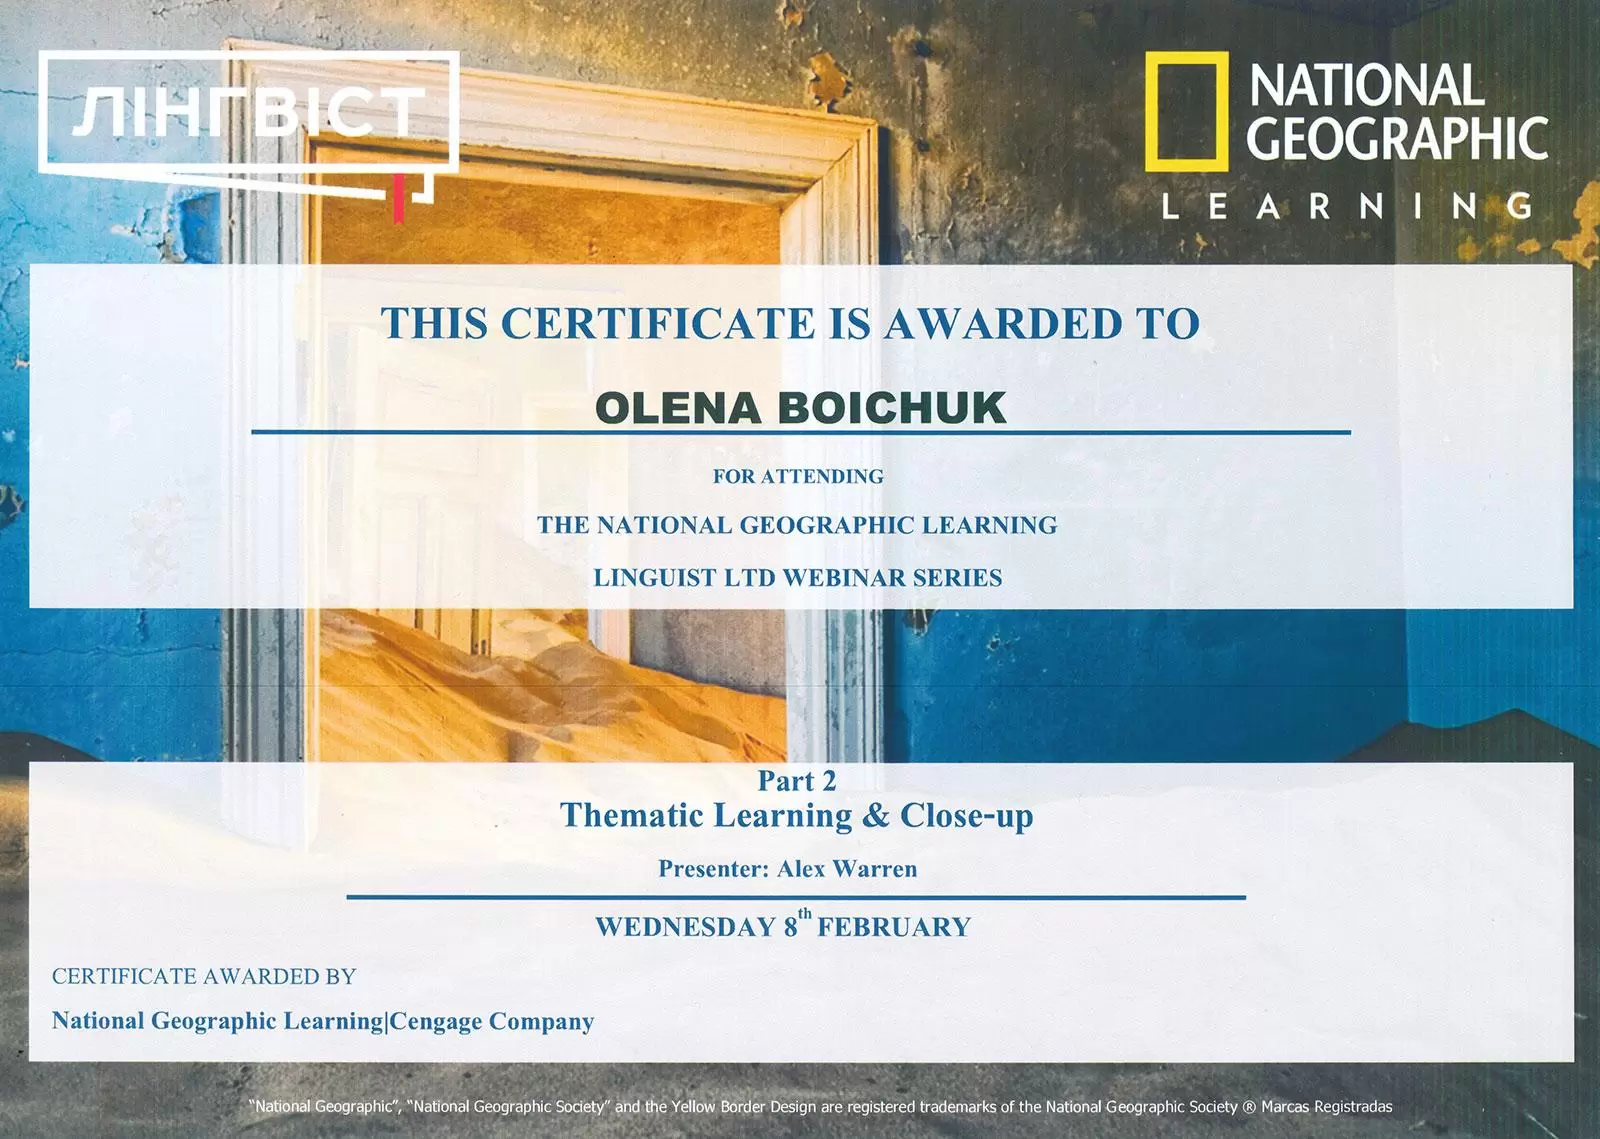 ЛІНГВІСТ
NATIONAL
GEOGRAPHIC
LEARNING
THIS CERTIFICATE IS AWARDED TO
OLENA BOICHUK
FOR ATTENDING
THE NATIONAL GEOGRAPHIC LEARNING
LINGUIST LTD WEBINAR SERIES
Part 2
Thematic Learning & Close-up
Presenter: Alex Warren
WEDNESDAY 8th FEBRUARY
CERTIFICATE AWARDED BY
National Geographic Learning|Cengage Company
“National Geographic”, “National Geographic Society” and the Yellow Border Design are registered trademarks of the National Geographic Society ® Marcas Registradas